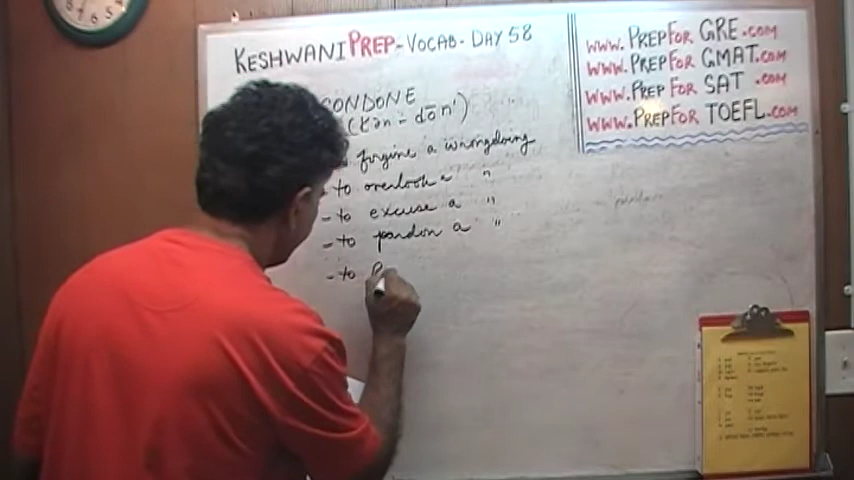 KESHWANI PREP - VOCAB - DAY 58
CONDONE
(kən - dōn')
forgive a wrongdoing
- to overlook a "
- to excuse a "
- to pardon a "
- to
www.PREPFOR GRE.COM
www.PREPFOR GMAT.COM
www.PREPFOR SAT.COM
www.PREPFOR TOEFL.COM